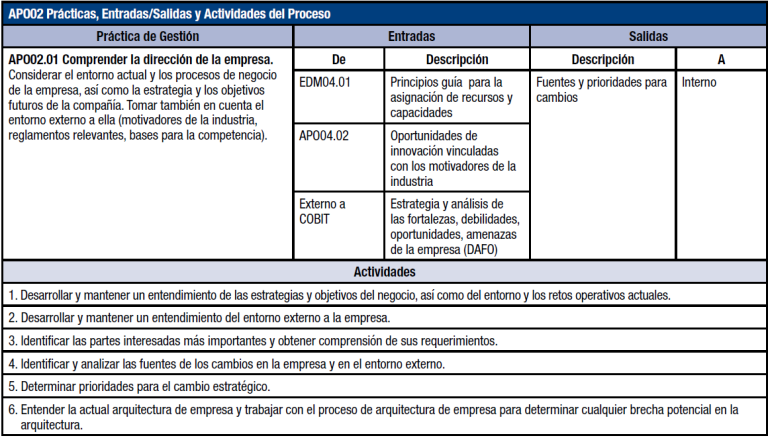 APO02 Prácticas, Entradas/Salidas y Actividades del Proceso
Práctica de Gestión
Entradas
Salidas
APO02.01 Comprender la dirección de la empresa.
Considerar el entorno actual y los procesos de negocio
de la empresa, así como la estrategia y los objetivos
futuros de la compañía. Tomar también en cuenta el
entorno externo a ella (motivadores de la industria,
reglamentos relevantes, bases para la competencia).
De
Descripción
Descripción
A
EDM04.01
Principios guía para la
asignación de recursos y
capacidades
Fuentes y prioridades para
cambios
Interno
APO04.02
Oportunidades de
innovación vinculadas
con los motivadores de la
industria
Externo a
COBIT
Estrategia y análisis de
las fortalezas, debilidades,
oportunidades, amenazas
de la empresa (DAFO)
Actividades
1. Desarrollar y mantener un entendimiento de las estrategias y objetivos del negocio, así como del entorno y los retos operativos actuales.
2. Desarrollar y mantener un entendimiento del entorno externo a la empresa.
3. Identificar las partes interesadas más importantes y obtener comprensión de sus requerimientos.
4. Identificar y analizar las fuentes de los cambios en la empresa y en el entorno externo.
5. Determinar prioridades para el cambio estratégico.
6. Entender la actual arquitectura de empresa y trabajar con el proceso de arquitectura de empresa para determinar cualquier brecha potencial en la
arquitectura.